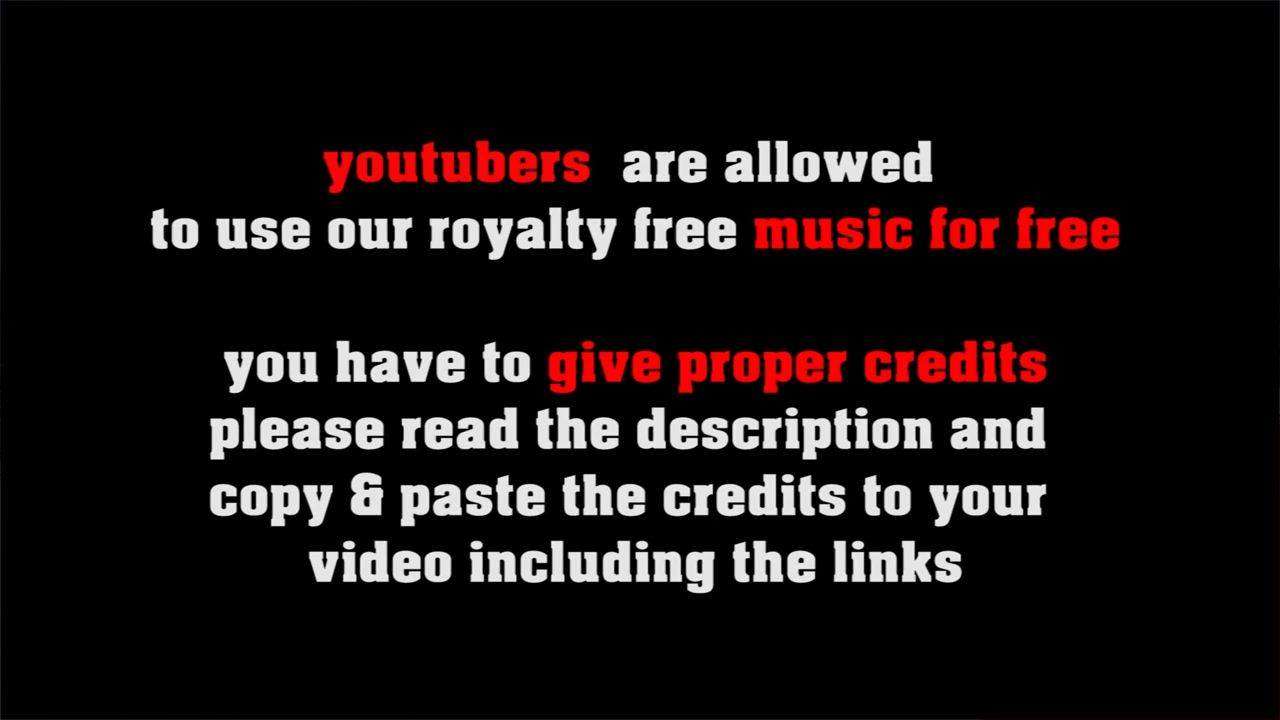 youtubers are allowed
to use our royalty free music for free
you have to give proper credits
please read the description and
copy & paste the credits to your
video including the links